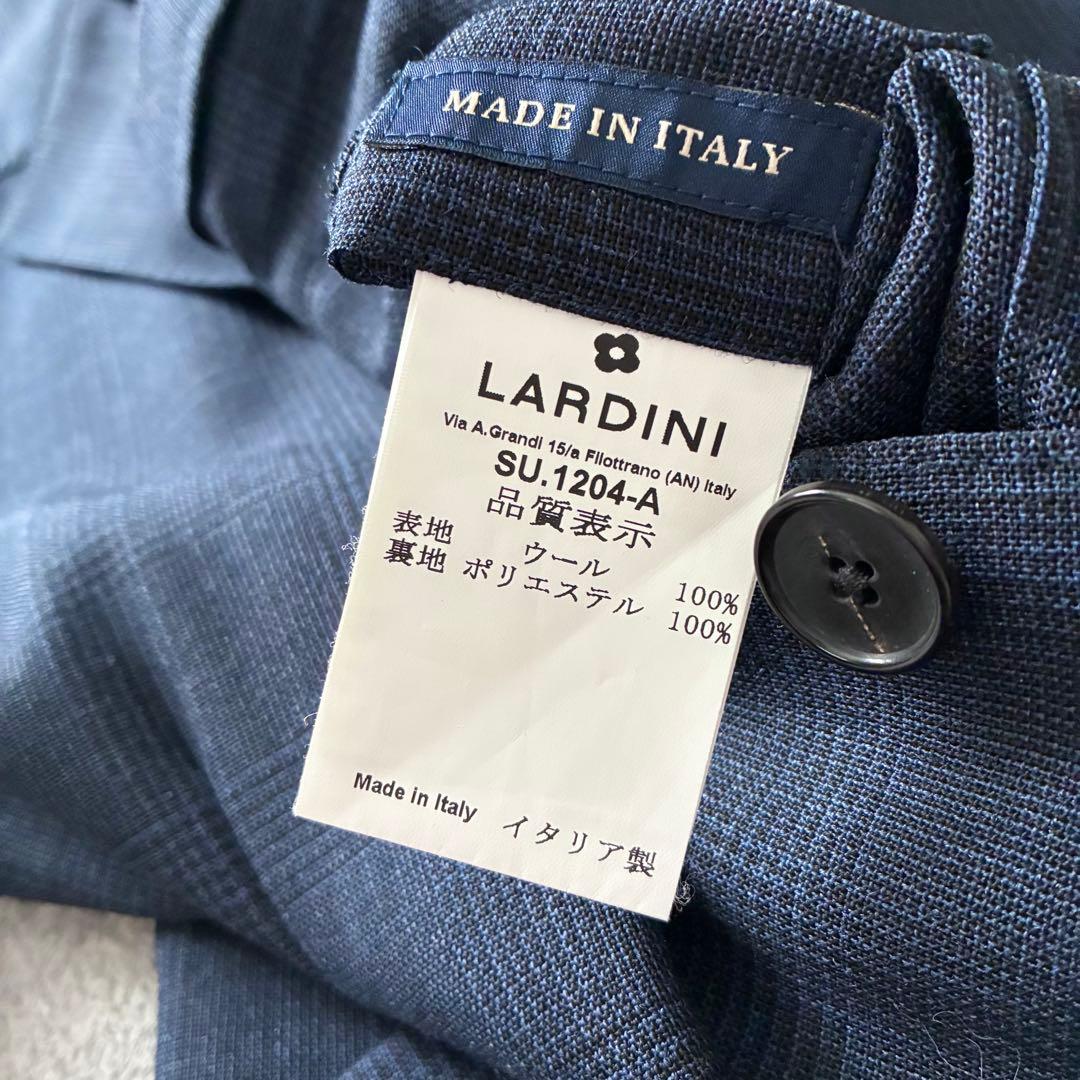 MADE IN ITALY
LARDINI
Via A.Grandi 15/a Filottrano (AN) Italy
SU.1204-A
品質表示
表地 ウール 100%
裏地 ポリエステル 100%
Made in Italy イタリア製